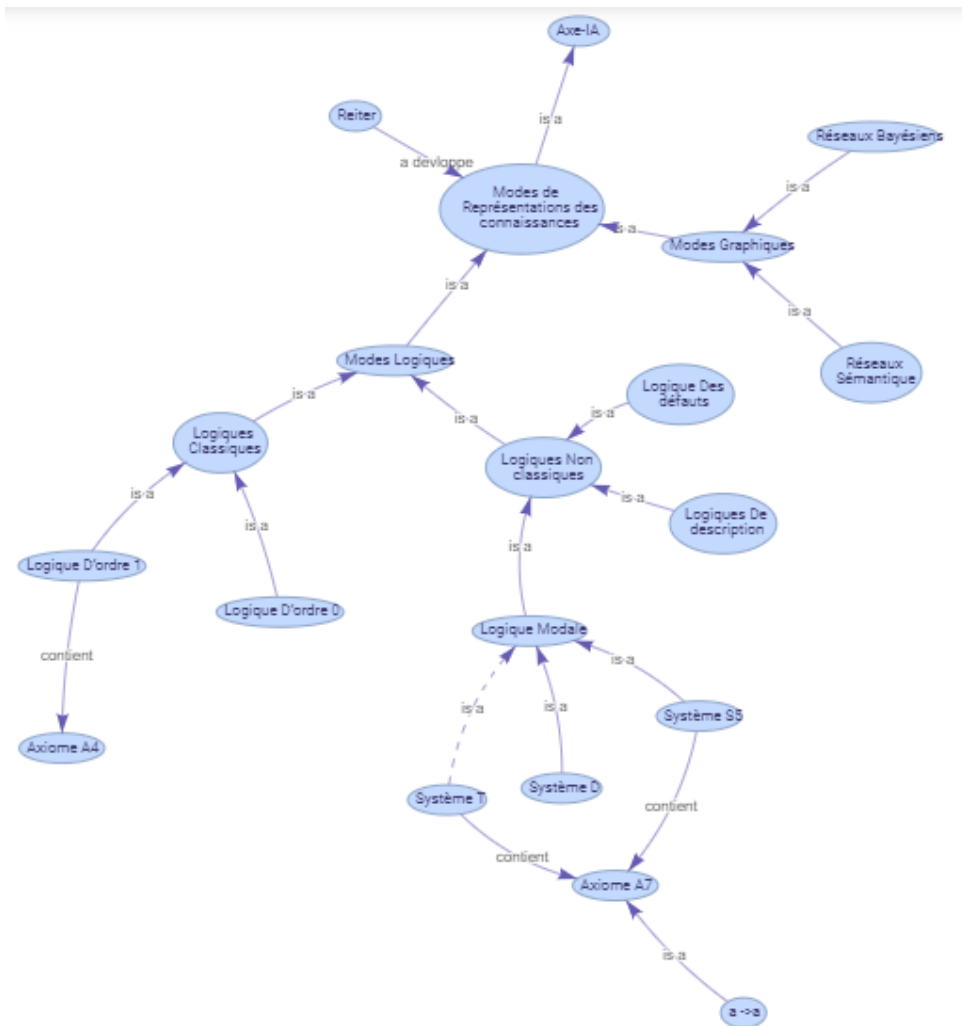 Axe-IA
is a
Reiter
a dévloppe
Réseaux Bayésiens
is a
Modes de
Représentations des
connaissances
is a
Modes Graphiques
is a
is a
Modes Logiques
Réseaux
Sémantique
is a
Logique Des
défauts
is a
is a
Logiques
Classiques
Logiques Non
classiques
is a
is a
Logiques De
description
is a
is a
Logique D'ordre 1
Logique D'ordre 0
Logique Modale
contient
is a
is a
is a
Système S5
Axiome A4
Système T
Système D
contient
contient
Axiome A7
is a
a ->a